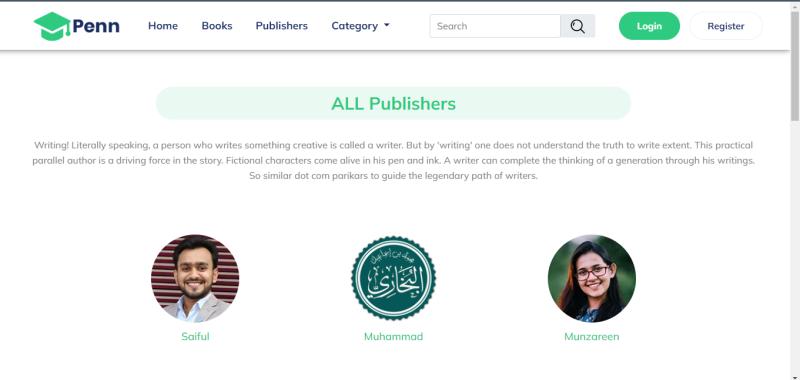 Penn
Home
Books
Publishers
Category
Search
Login
Register
ALL Publishers
Writing! Literally speaking, a person who writes something creative is called a writer. But by 'writing' one does not understand the truth to write extent. This practical
parallel author is a driving force in the story. Fictional characters come alive in his pen and ink. A writer can complete the thinking of a generation through his writings.
So similar dot com parikars to guide the legendary path of writers.
محمد بن إسماعيل
البخاري
Saiful
Muhammad
Munzareen